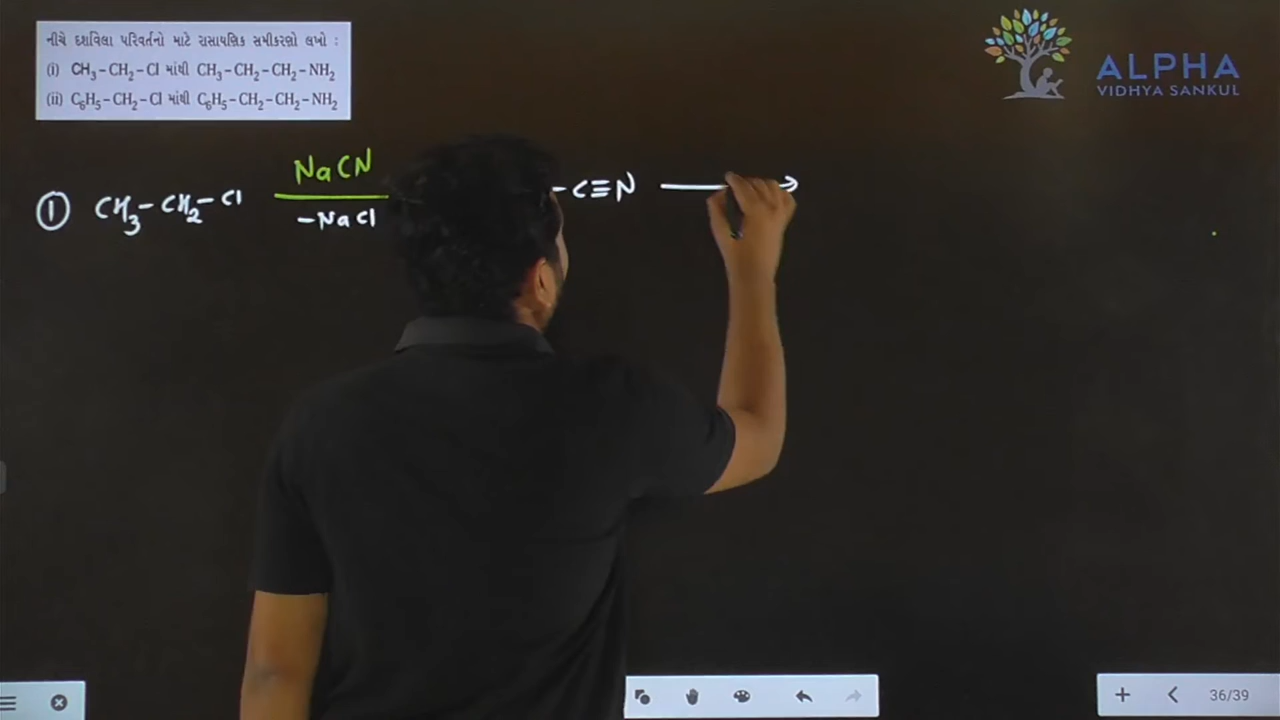 નીચે દર્શાવેલા પરિવર્તનો માટે રાસાયણિક સમીકરણો લખો :
(i) CH₃–CH₂–Cl માંથી CH₃–CH₂–CH₂–NH₂
(ii) C₆H₅–CH₂–Cl માંથી C₆H₅–CH₂–CH₂–NH₂
ALPHA
VIDHYA SANKUL
NaCN
① CH₃–CH₂–Cl –C≡N →
–NaCl
36/39